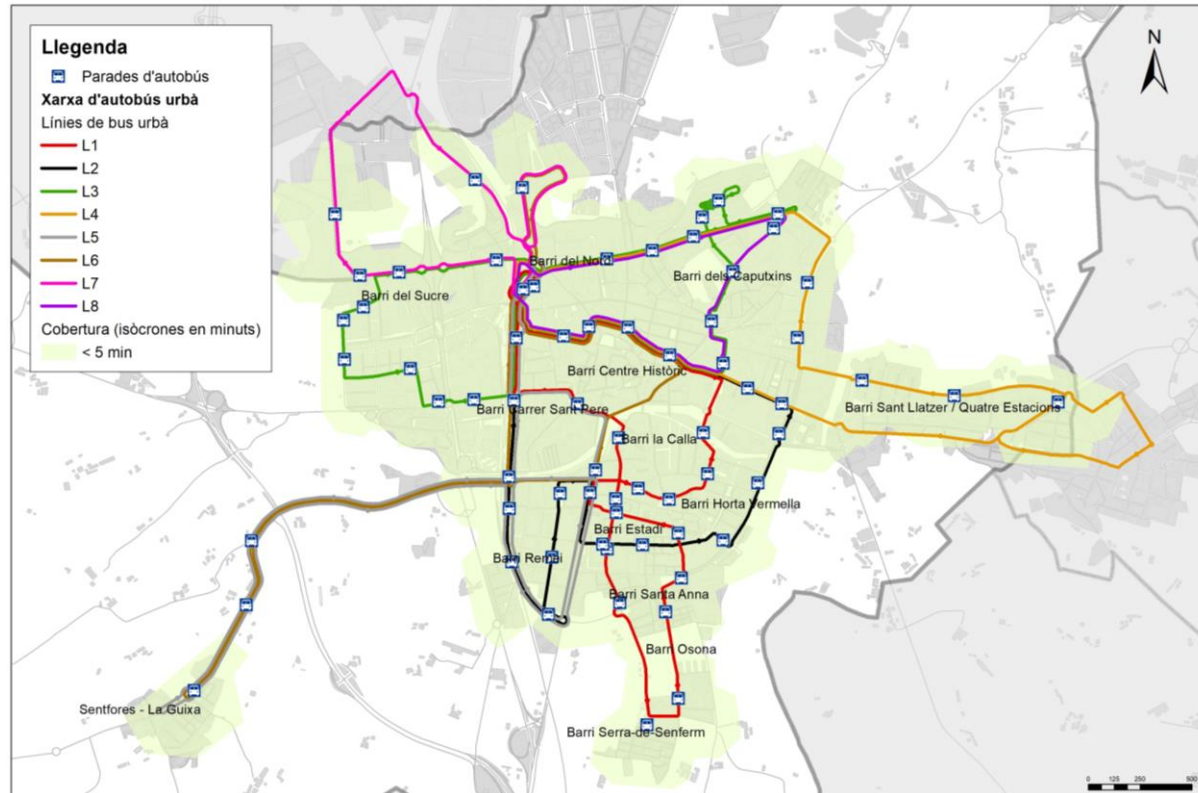 Llegenda
Parades d'autobús
Xarxa d'autobús urbà
Línies de bus urbà
L1
L2
L3
L4
L5
L6
L7
L8
Cobertura (isòcrones en minuts)
< 5 min
N
Barri del Nord
Barri dels Caputxins
Barri del Sucre
Barri Centre Històric
Barri Carrer Sant Pere
Barri Sant Llatzer / Quatre Estacions
Barri la Calla
Barri Horta Vermella
Barri Estadi
Barri Remei
Barri Santa Anna
Barri Osona
Sentfores - La Guixa
Barri Serra-de-Senferm
0 125 250 500